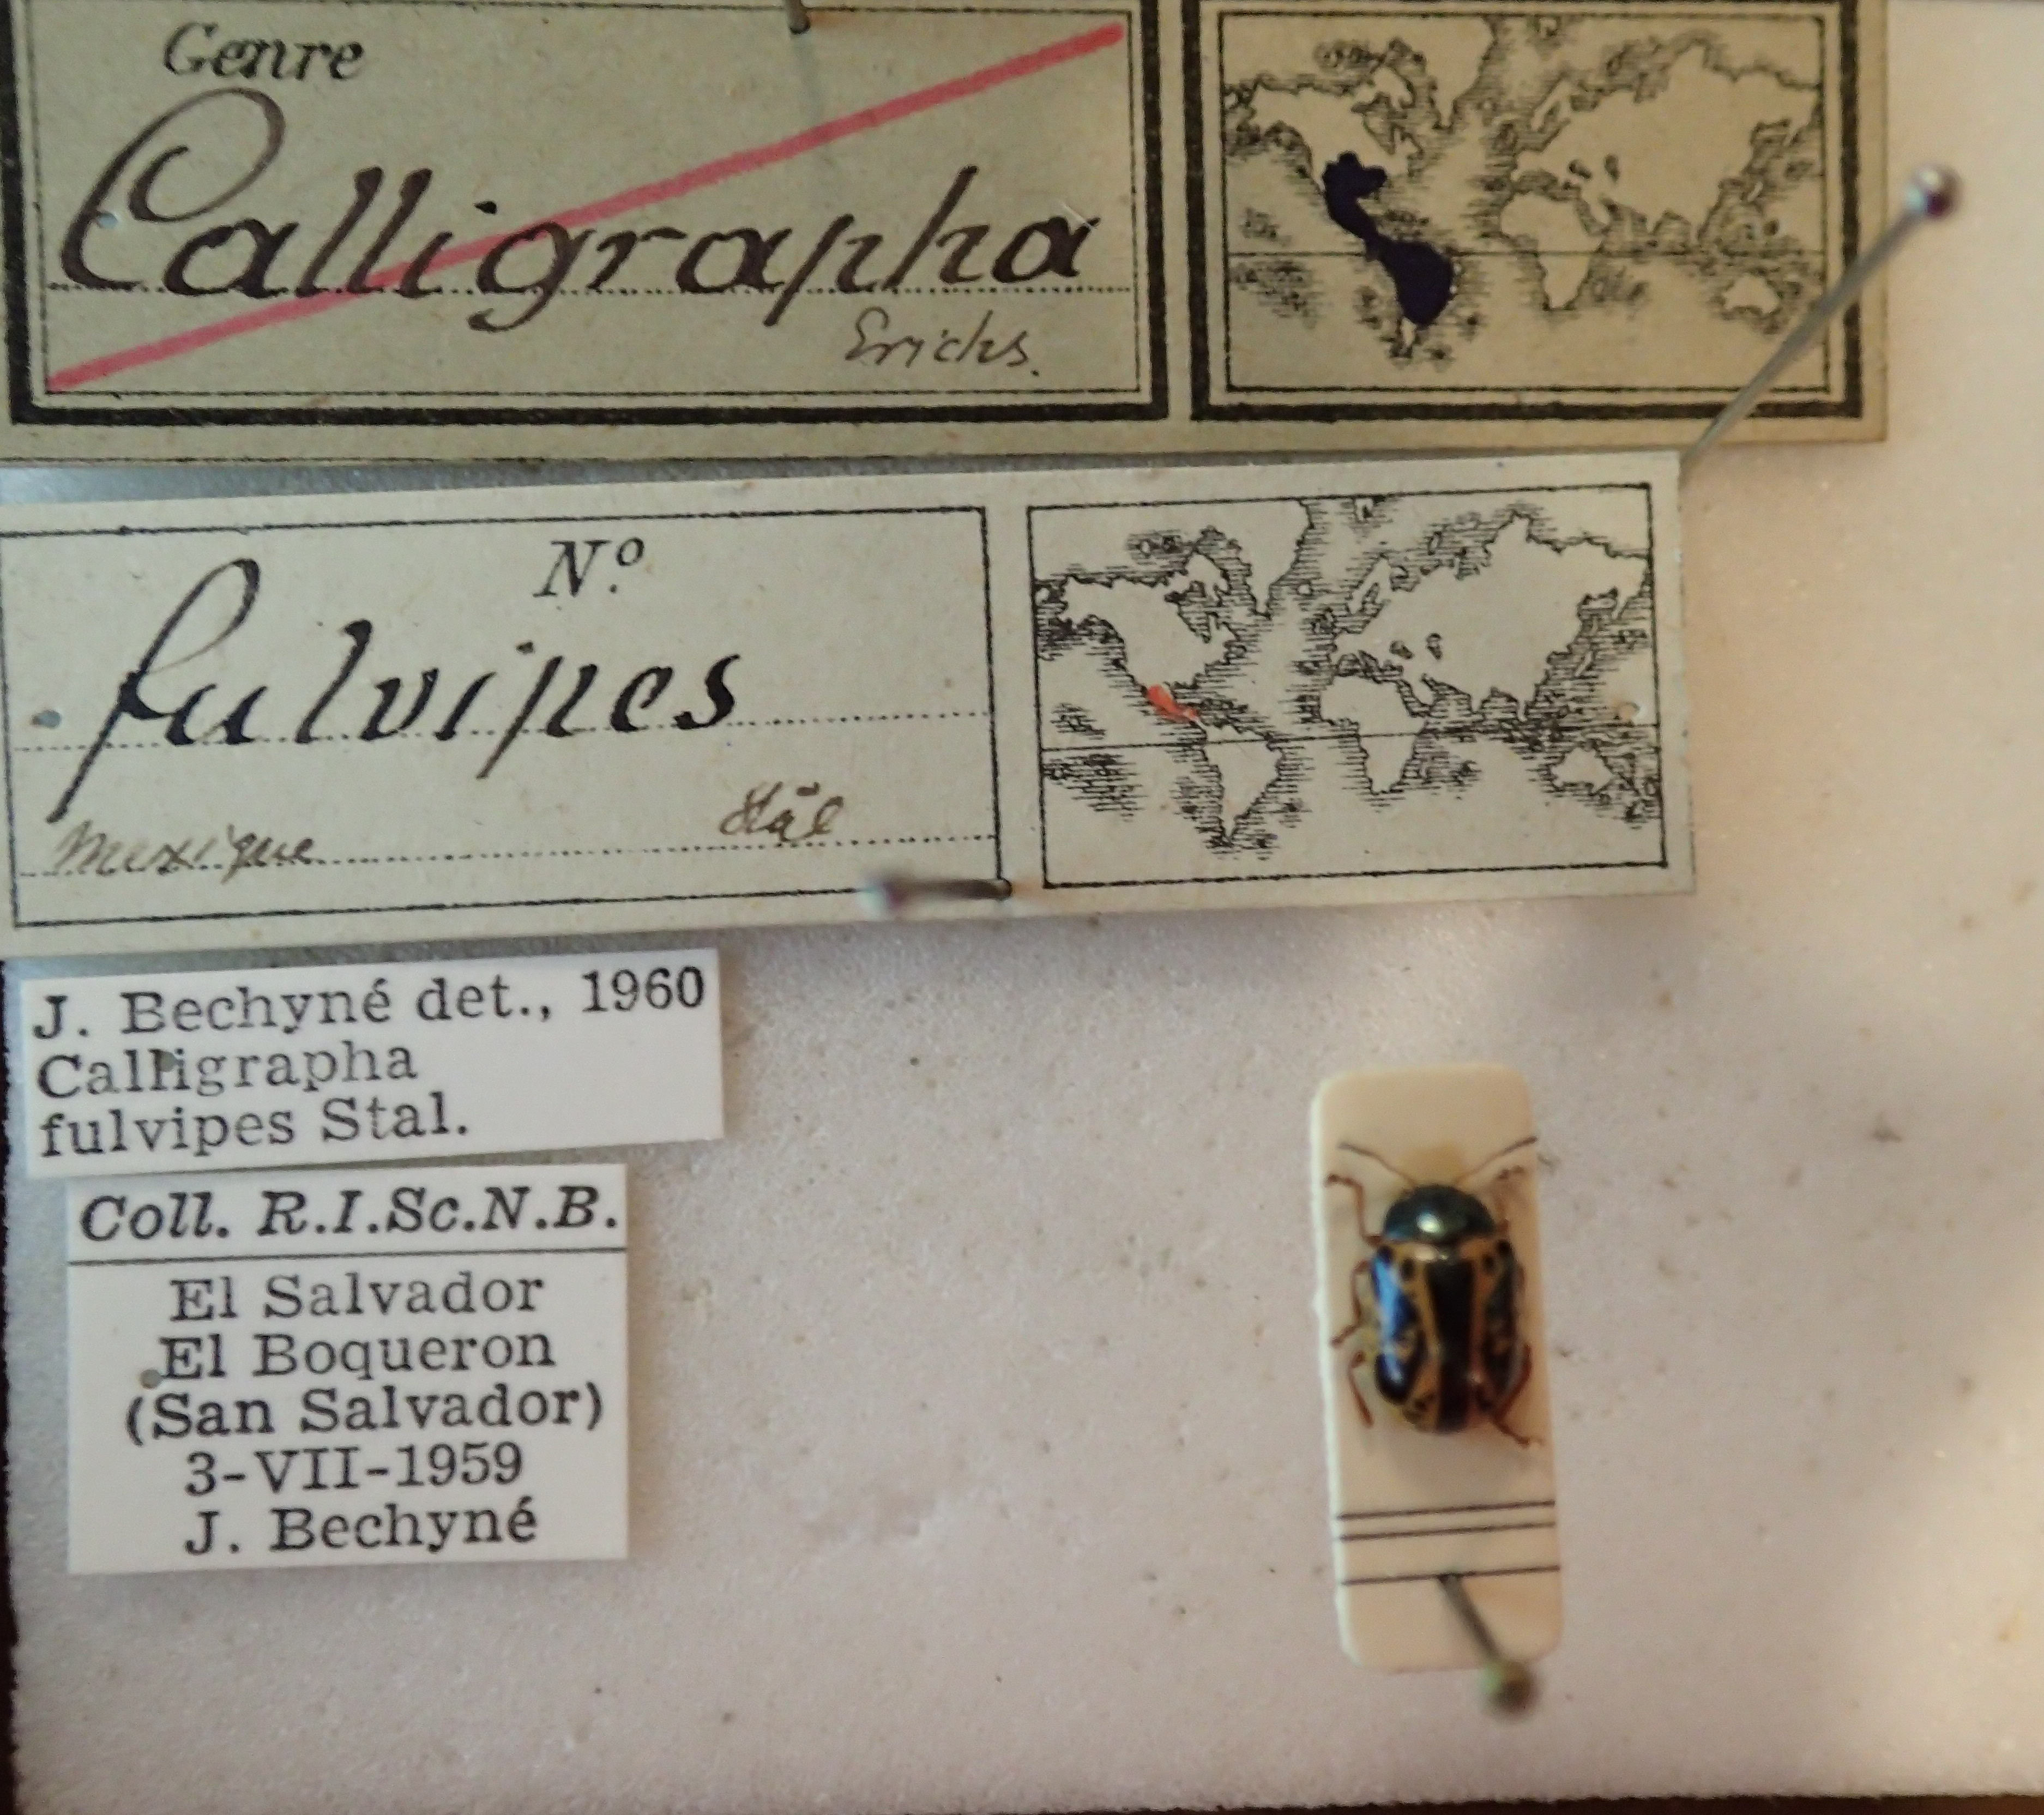 Genre
Calligrapha
Erichs.
Nº
fulvipes
Mexique Stål
J. Bechyné det., 1960
Calligrapha
fulvipes Stal.
Coll. R.I.Sc.N.B.
El Salvador
El Boqueron
(San Salvador)
3-VII-1959
J. Bechyné